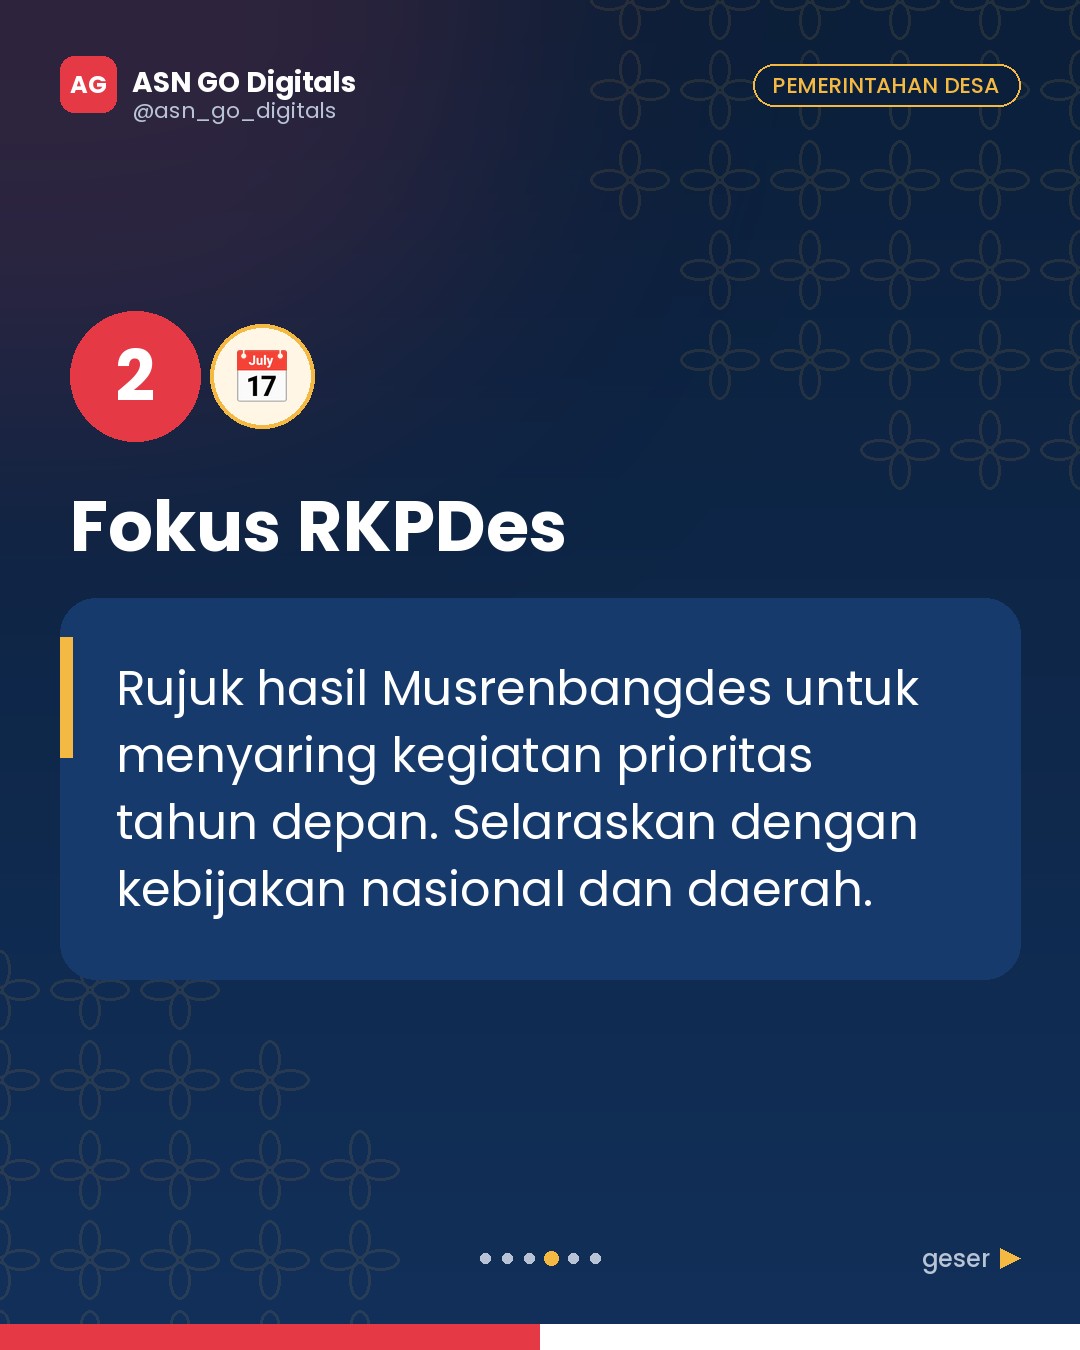 AG
ASN GO Digitals
@asn_go_digitals
PEMERINTAHAN DESA
2
July
17
Fokus RKPDes
Rujuk hasil Musrenbangdes untuk
menyaring kegiatan prioritas
tahun depan. Selaraskan dengan
kebijakan nasional dan daerah.
geser